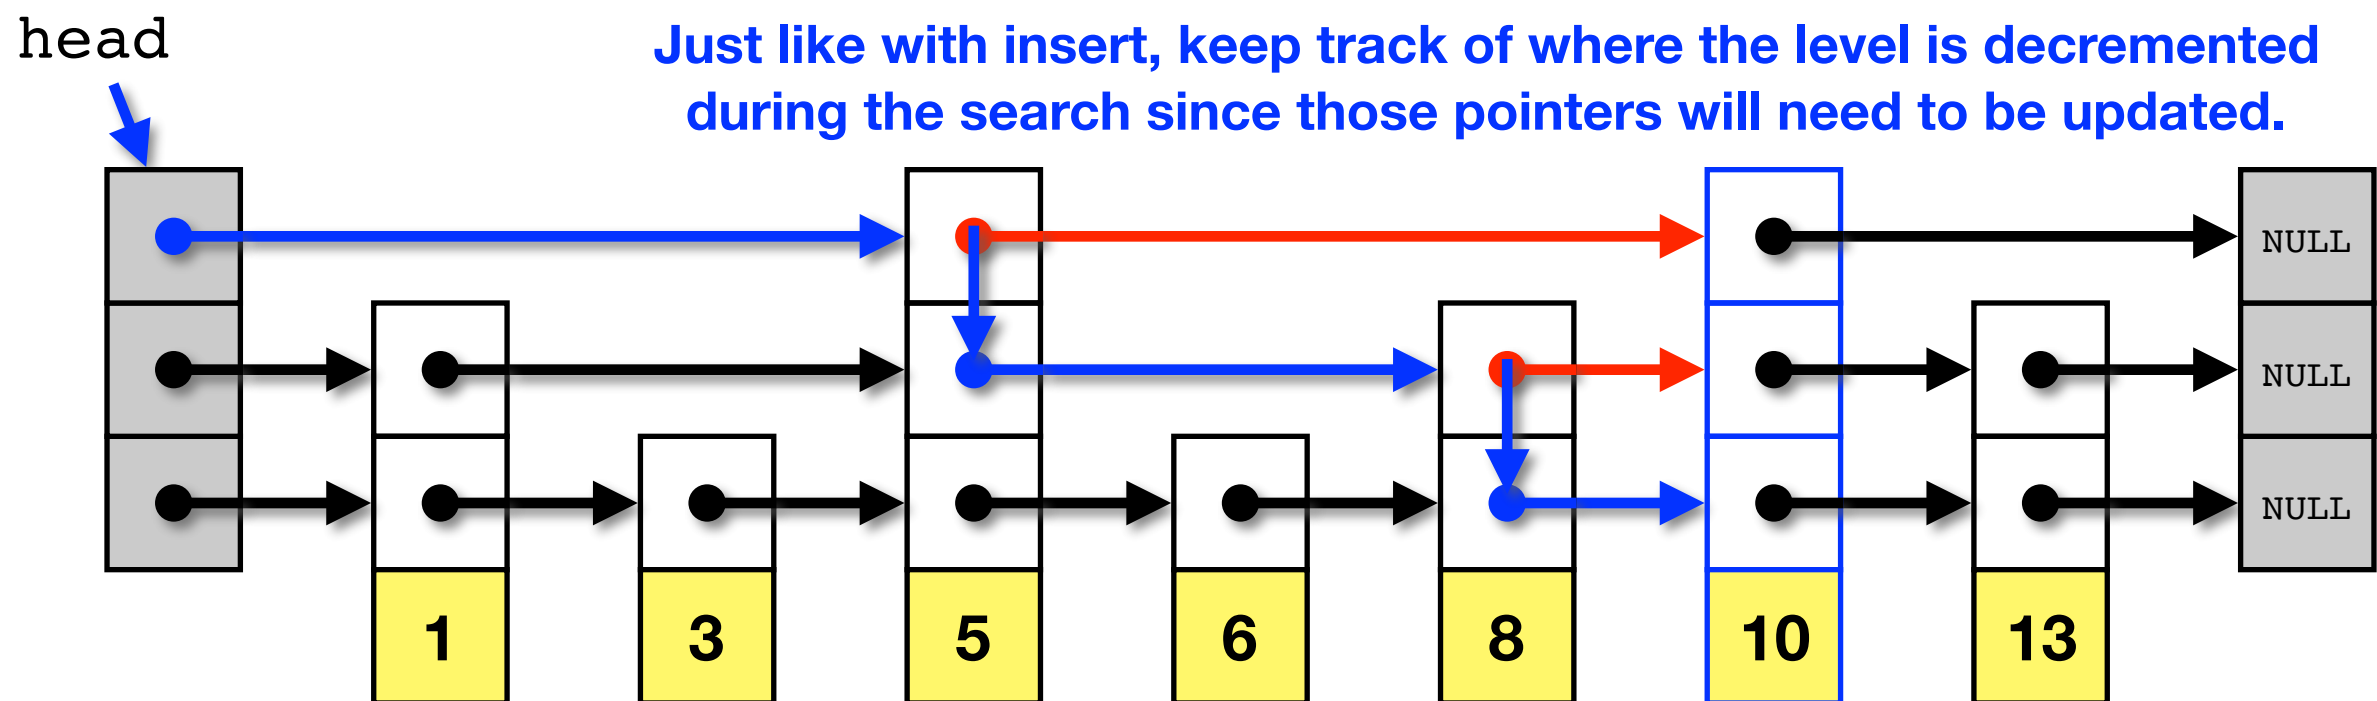 head
Just like with insert, keep track of where the level is decremented
during the search since those pointers will need to be updated.
NULL
NULL
NULL
1 3 5 6 8 10 13